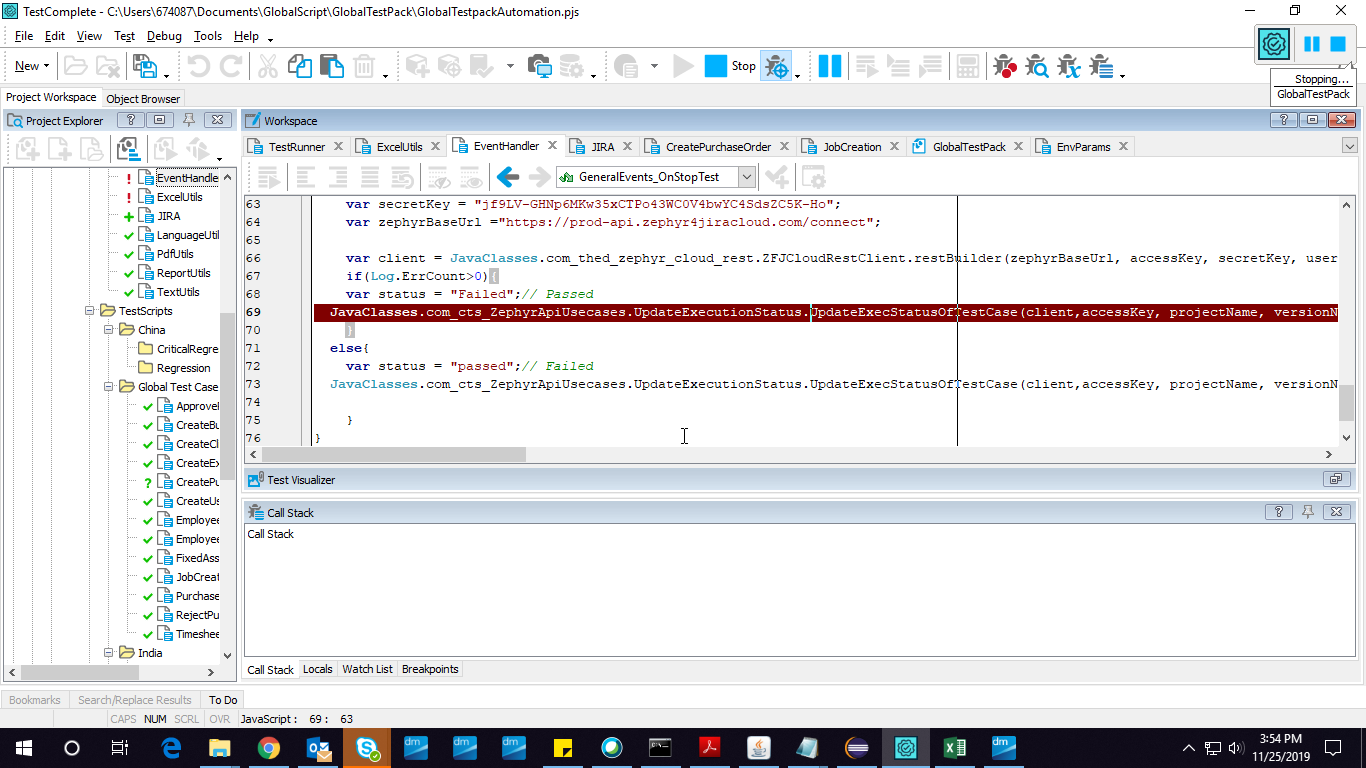 TestComplete - C:\Users\674087\Documents\GlobalScript\GlobalTestPack\GlobalTestpackAutomation.pjs
File Edit View Test Debug Tools Help
New Stop
Stopping...
GlobalTestPack
Project Workspace Object Browser
Project Explorer ? Workspace ?
TestRunner ExcelUtils EventHandler JIRA CreatePurchaseOrder JobCreation GlobalTestPack EnvParams
GeneralEvents_OnStopTest
EventHandle
ExcelUtils
JIRA
LanguageUtil
PdfUtils
ReportUtils
TextUtils
TestScripts
China
CriticalRegre
Regression
Global Test Case
ApproveI
CreateBu
CreateCl
CreateEx
CreatePu
CreateUs
Employee
Employee
FixedAss
JobCreat
Purchase
RejectPu
Timeshee
India
63 var secretKey = "jf9LV-GHNp6MKw35xCTPo43WC0V4bwYC4SdsZC5K-Ho";
64 var zephyrBaseUrl ="https://prod-api.zephyr4jiracloud.com/connect";
65
66 var client = JavaClasses.com_thed_zephyr_cloud_rest.ZFJCloudRestClient.restBuilder(zephyrBaseUrl, accessKey, secretKey, user
67 if(Log.ErrCount>0){
68 var status = "Failed";// Passed
69 JavaClasses.com_cts_ZephyrApiUsecases.UpdateExecutionStatus.UpdateExecStatusOfTestCase(client,accessKey, projectName, versionN
70 }
71 else{
72 var status = "passed";// Failed
73 JavaClasses.com_cts_ZephyrApiUsecases.UpdateExecutionStatus.UpdateExecStatusOfTestCase(client,accessKey, projectName, versionN
74
75 }
76 }
Test Visualizer
Call Stack ?
Call Stack
Call Stack Locals Watch List Breakpoints
Bookmarks Search/Replace Results To Do
CAPS NUM SCRL OVR JavaScript : 69 : 63
dm dm dm dm
3:54 PM
11/25/2019